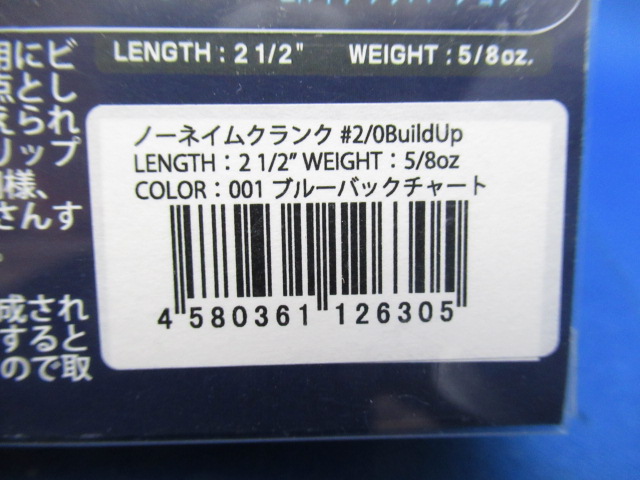 LENGTH : 2 1/2" WEIGHT : 5/8oz.
用にビ
点とし
えられ
リップ
同様、
さんす
。
成され
すると
ので取
ノーネイムクランク #2/0BuildUp
LENGTH : 2 1/2" WEIGHT : 5/8oz
COLOR : 001 ブルーバックチャート
4 580361 126305